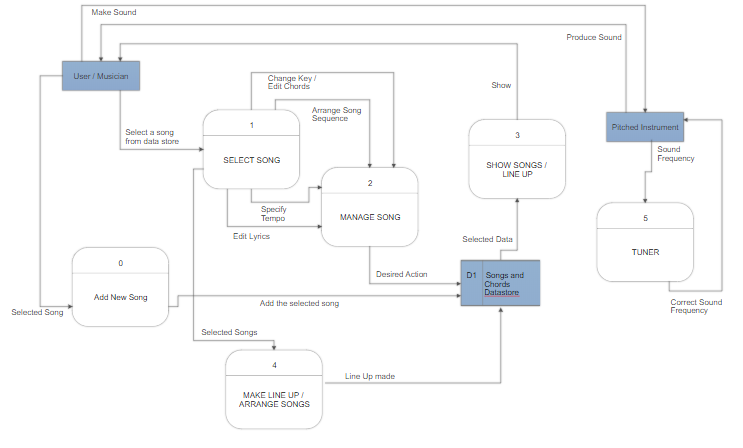 Make Sound
Produce Sound
User / Musician
Change Key /
Edit Chords
Show
Arrange Song
Sequence
Select a song
from data store
1
SELECT SONG
3
SHOW SONGS /
LINE UP
Pitched Instrument
Sound
Frequency
2
MANAGE SONG
Specify
Tempo
Edit Lyrics
5
TUNER
Selected Data
0
Add New Song
Desired Action
D1
Songs and
Chords
Datastore
Selected Song
Add the selected song
Correct Sound
Frequency
Selected Songs
4
MAKE LINE UP /
ARRANGE SONGS
Line Up made